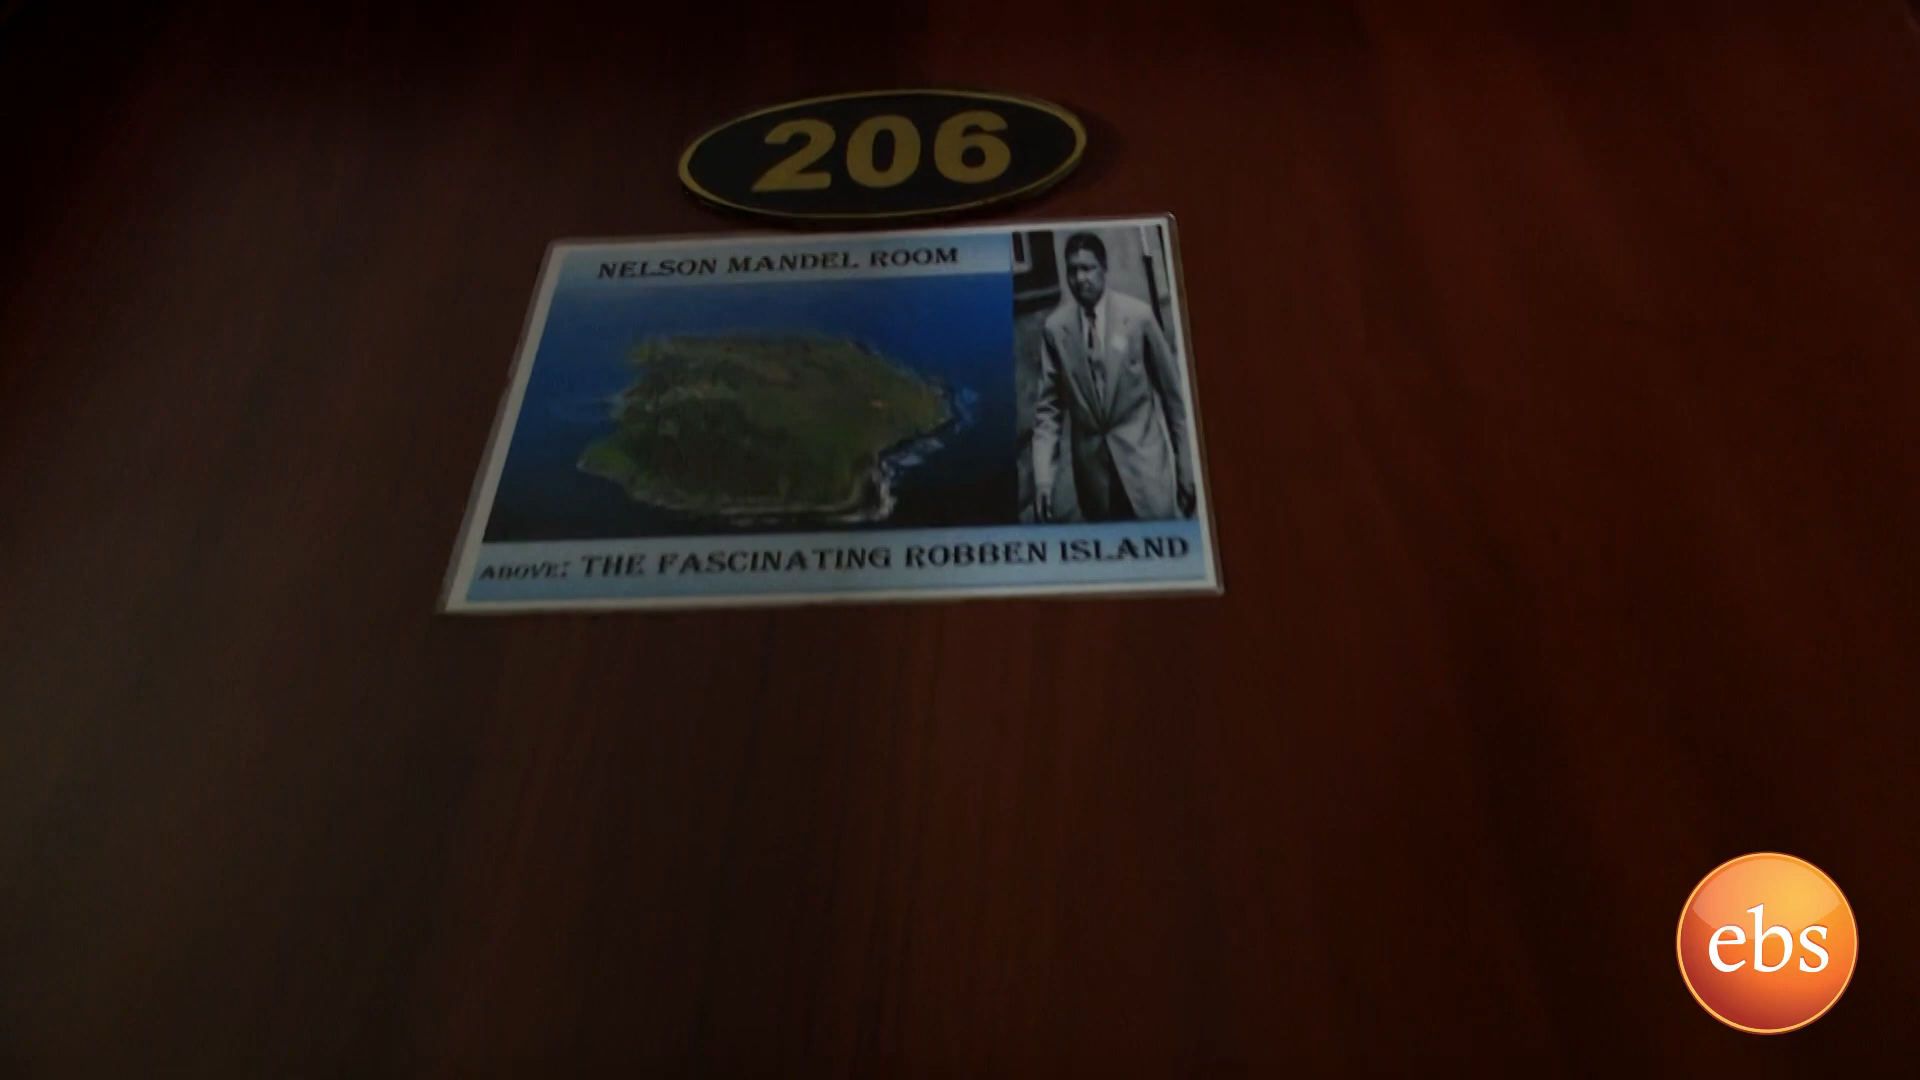 206
NELSON MANDEL ROOM
ABOVE: THE FASCINATING ROBBEN ISLAND
ebs